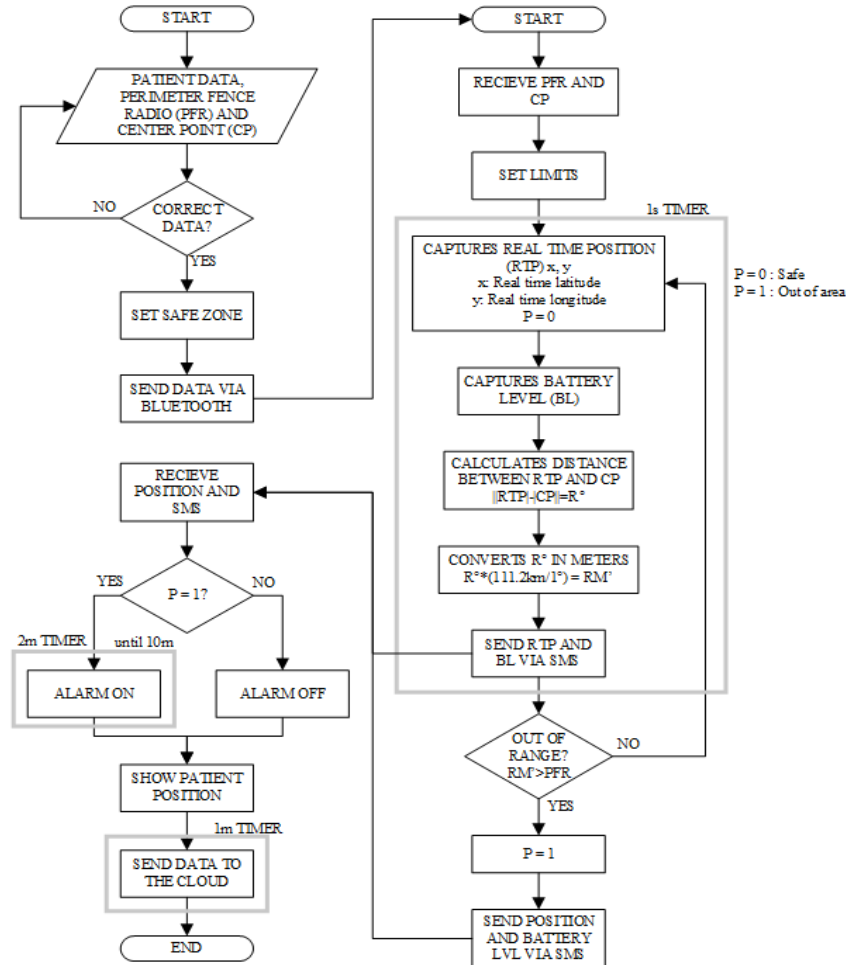 START
PATIENT DATA,
PERIMETER FENCE
RADIO (PFR) AND
CENTER POINT (CP)
NO
CORRECT
DATA?
YES
SET SAFE ZONE
SEND DATA VIA
BLUETOOTH
RECIEVE
POSITION AND
SMS
YES
P = 1?
NO
2m TIMER
until 10m
ALARM ON
ALARM OFF
SHOW PATIENT
POSITION
1m TIMER
SEND DATA TO
THE CLOUD
END
START
RECIEVE PFR AND
CP
SET LIMITS
1s TIMER
CAPTURES REAL TIME POSITION
(RTP) x, y
x: Real time latitude
y: Real time longitude
P = 0
P = 0 : Safe
P = 1 : Out of area
CAPTURES BATTERY
LEVEL (BL)
CALCULATES DISTANCE
BETWEEN RTP AND CP
||RTP|-|CP||=R°
CONVERTS R° IN METERS
R°*(111.2km/1°) = RM'
SEND RTP AND
BL VIA SMS
OUT OF
RANGE?
RM'>PFR
NO
YES
P = 1
SEND POSITION
AND BATTERY
LVL VIA SMS